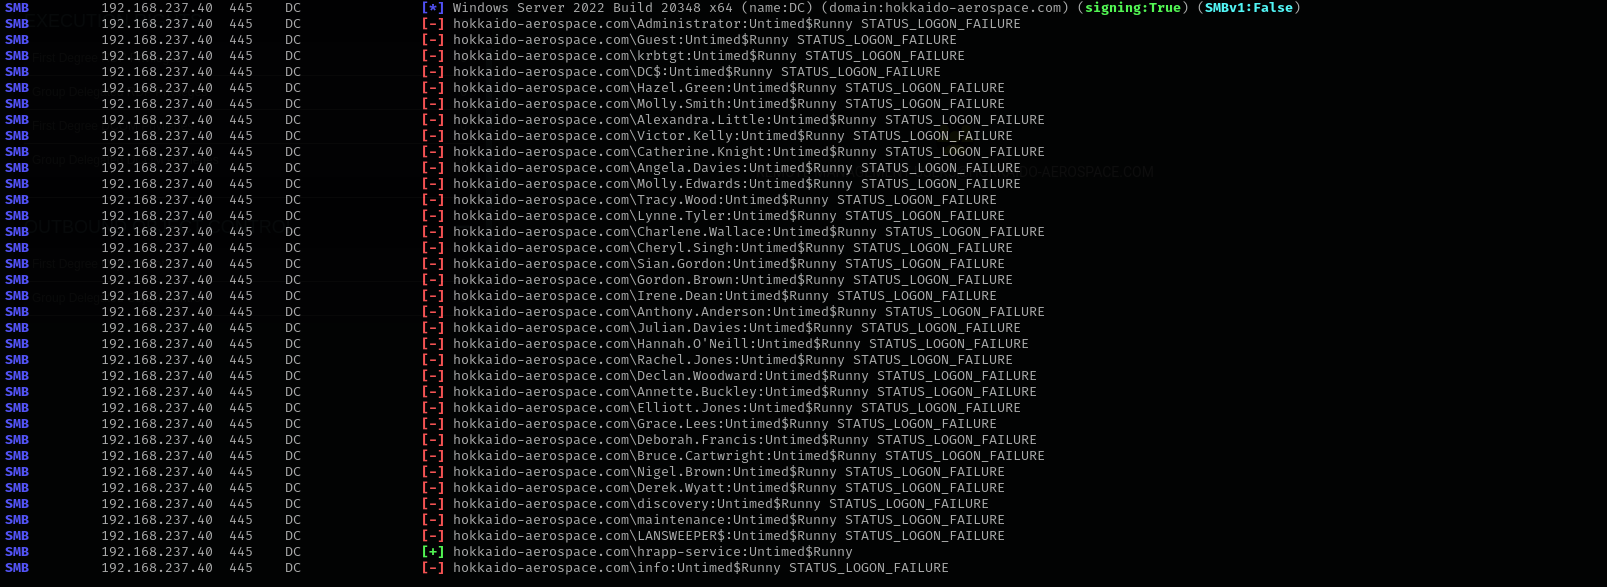 SMB 192.168.237.40 445 DC [*] Windows Server 2022 Build 20348 x64 (name:DC) (domain:hokkaido-aerospace.com) (signing:True) (SMBv1:False)
SMB 192.168.237.40 445 DC [-] hokkaido-aerospace.com\Administrator:Untimed$Runny STATUS_LOGON_FAILURE
SMB 192.168.237.40 445 DC [-] hokkaido-aerospace.com\Guest:Untimed$Runny STATUS_LOGON_FAILURE
SMB 192.168.237.40 445 DC [-] hokkaido-aerospace.com\krbtgt:Untimed$Runny STATUS_LOGON_FAILURE
SMB 192.168.237.40 445 DC [-] hokkaido-aerospace.com\DC$:Untimed$Runny STATUS_LOGON_FAILURE
SMB 192.168.237.40 445 DC [-] hokkaido-aerospace.com\Hazel.Green:Untimed$Runny STATUS_LOGON_FAILURE
SMB 192.168.237.40 445 DC [-] hokkaido-aerospace.com\Molly.Smith:Untimed$Runny STATUS_LOGON_FAILURE
SMB 192.168.237.40 445 DC [-] hokkaido-aerospace.com\Alexandra.Little:Untimed$Runny STATUS_LOGON_FAILURE
SMB 192.168.237.40 445 DC [-] hokkaido-aerospace.com\Victor.Kelly:Untimed$Runny STATUS_LOGON_FAILURE
SMB 192.168.237.40 445 DC [-] hokkaido-aerospace.com\Catherine.Knight:Untimed$Runny STATUS_LOGON_FAILURE
SMB 192.168.237.40 445 DC [-] hokkaido-aerospace.com\Angela.Davies:Untimed$Runny STATUS_LOGON_FAILURE
SMB 192.168.237.40 445 DC [-] hokkaido-aerospace.com\Molly.Edwards:Untimed$Runny STATUS_LOGON_FAILURE
SMB 192.168.237.40 445 DC [-] hokkaido-aerospace.com\Tracy.Wood:Untimed$Runny STATUS_LOGON_FAILURE
SMB 192.168.237.40 445 DC [-] hokkaido-aerospace.com\Lynne.Tyler:Untimed$Runny STATUS_LOGON_FAILURE
SMB 192.168.237.40 445 DC [-] hokkaido-aerospace.com\Charlene.Wallace:Untimed$Runny STATUS_LOGON_FAILURE
SMB 192.168.237.40 445 DC [-] hokkaido-aerospace.com\Cheryl.Singh:Untimed$Runny STATUS_LOGON_FAILURE
SMB 192.168.237.40 445 DC [-] hokkaido-aerospace.com\Sian.Gordon:Untimed$Runny STATUS_LOGON_FAILURE
SMB 192.168.237.40 445 DC [-] hokkaido-aerospace.com\Gordon.Brown:Untimed$Runny STATUS_LOGON_FAILURE
SMB 192.168.237.40 445 DC [-] hokkaido-aerospace.com\Irene.Dean:Untimed$Runny STATUS_LOGON_FAILURE
SMB 192.168.237.40 445 DC [-] hokkaido-aerospace.com\Anthony.Anderson:Untimed$Runny STATUS_LOGON_FAILURE
SMB 192.168.237.40 445 DC [-] hokkaido-aerospace.com\Julian.Davies:Untimed$Runny STATUS_LOGON_FAILURE
SMB 192.168.237.40 445 DC [-] hokkaido-aerospace.com\Hannah.O'Neill:Untimed$Runny STATUS_LOGON_FAILURE
SMB 192.168.237.40 445 DC [-] hokkaido-aerospace.com\Rachel.Jones:Untimed$Runny STATUS_LOGON_FAILURE
SMB 192.168.237.40 445 DC [-] hokkaido-aerospace.com\Declan.Woodward:Untimed$Runny STATUS_LOGON_FAILURE
SMB 192.168.237.40 445 DC [-] hokkaido-aerospace.com\Annette.Buckley:Untimed$Runny STATUS_LOGON_FAILURE
SMB 192.168.237.40 445 DC [-] hokkaido-aerospace.com\Elliott.Jones:Untimed$Runny STATUS_LOGON_FAILURE
SMB 192.168.237.40 445 DC [-] hokkaido-aerospace.com\Grace.Lees:Untimed$Runny STATUS_LOGON_FAILURE
SMB 192.168.237.40 445 DC [-] hokkaido-aerospace.com\Deborah.Francis:Untimed$Runny STATUS_LOGON_FAILURE
SMB 192.168.237.40 445 DC [-] hokkaido-aerospace.com\Bruce.Cartwright:Untimed$Runny STATUS_LOGON_FAILURE
SMB 192.168.237.40 445 DC [-] hokkaido-aerospace.com\Nigel.Brown:Untimed$Runny STATUS_LOGON_FAILURE
SMB 192.168.237.40 445 DC [-] hokkaido-aerospace.com\Derek.Wyatt:Untimed$Runny STATUS_LOGON_FAILURE
SMB 192.168.237.40 445 DC [-] hokkaido-aerospace.com\discovery:Untimed$Runny STATUS_LOGON_FAILURE
SMB 192.168.237.40 445 DC [-] hokkaido-aerospace.com\maintenance:Untimed$Runny STATUS_LOGON_FAILURE
SMB 192.168.237.40 445 DC [-] hokkaido-aerospace.com\LANSWEEPER$:Untimed$Runny STATUS_LOGON_FAILURE
SMB 192.168.237.40 445 DC [+] hokkaido-aerospace.com\hrapp-service:Untimed$Runny
SMB 192.168.237.40 445 DC [-] hokkaido-aerospace.com\info:Untimed$Runny STATUS_LOGON_FAILURE